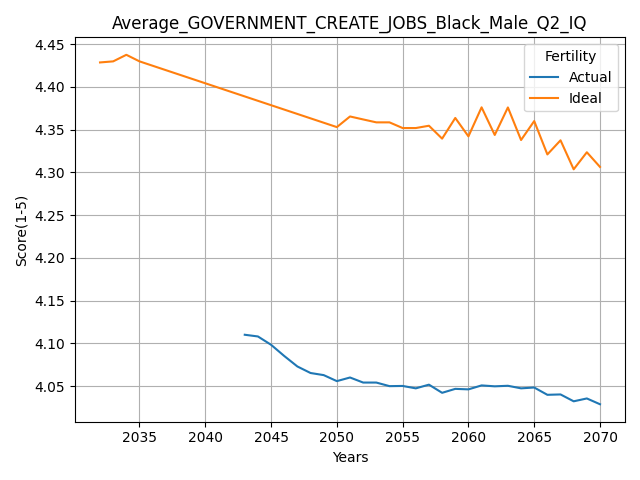 Average_GOVERNMENT_CREATE_JOBS_Black_Male_Q2_IQ
Fertility
Actual
Ideal
Score(1-5)
4.45
4.40
4.35
4.30
4.25
4.20
4.15
4.10
4.05
2035 2040 2045 2050 2055 2060 2065 2070
Years